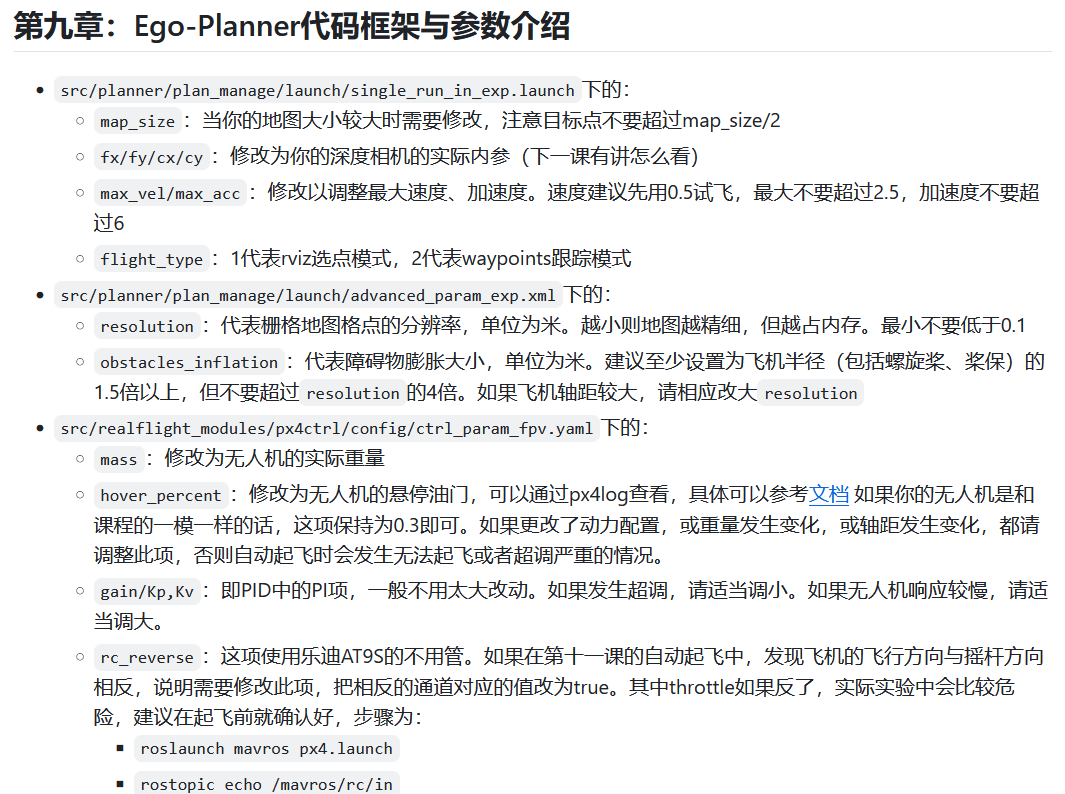 第九章：Ego-Planner代码框架与参数介绍
src/planner/plan_manage/launch/single_run_in_exp.launch下的：
map_size：当你的地图大小较大时需要修改，注意目标点不要超过map_size/2
fx/fy/cx/cy：修改为你的深度相机的实际内参（下一课有讲怎么看）
max_vel/max_acc：修改以调整最大速度、加速度。速度建议先用0.5试飞，最大不要超过2.5，加速度不要超
过6
flight_type：1代表rviz选点模式，2代表waypoints跟踪模式
src/planner/plan_manage/launch/advanced_param_exp.xml下的：
resolution：代表栅格地图格点的分辨率，单位为米。越小则地图越精细，但越占内存。最小不要低于0.1
obstacles_inflation：代表障碍物膨胀大小，单位为米。建议至少设置为飞机半径（包括螺旋桨、桨保）的
1.5倍以上，但不要超过resolution的4倍。如果飞机轴距较大，请相应改大resolution
src/realflight_modules/px4ctrl/config/ctrl_param_fpv.yaml下的：
mass：修改为无人机的实际重量
hover_percent：修改为无人机的悬停油门，可以通过px4log查看，具体可以参考文档 如果你的无人机是和
课程的一模一样的话，这项保持为0.3即可。如果更改了动力配置，或重量发生变化，或轴距发生变化，都请
调整此项，否则自动起飞时会发生无法起飞或者超调严重的情况。
gain/Kp,Kv：即PID中的PI项，一般不用太大改动。如果发生超调，请适当调小。如果无人机响应较慢，请适
当调大。
rc_reverse：这项使用乐迪AT9S的不用管。如果在第十一课的自动起飞中，发现飞机的飞行方向与摇杆方向
相反，说明需要修改此项，把相反的通道对应的值改为true。其中throttle如果反了，实际实验中会比较危
险，建议在起飞前就确认好，步骤为：
roslaunch mavros px4.launch
rostopic echo /mavros/rc/in